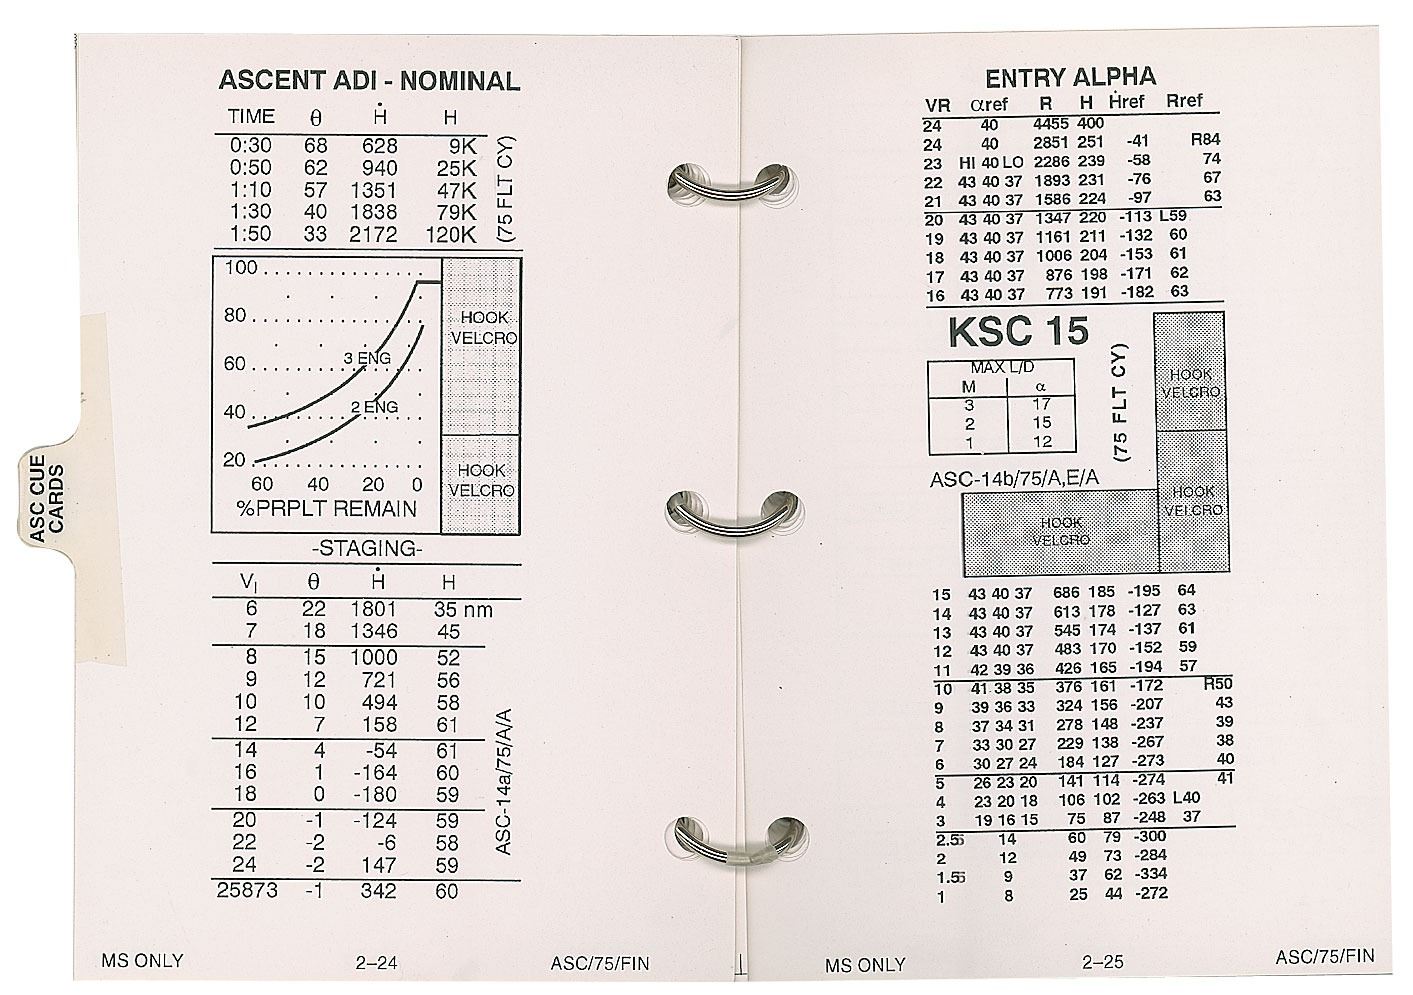 ASC CUE
CARDS
ASCENT ADI - NOMINAL
TIME θ Ḣ H
0:30 68 628 9K
0:50 62 940 25K
1:10 57 1351 47K
1:30 40 1838 79K
1:50 33 2172 120K
(75 FLT CY)
100
80
60
40
20
3 ENG
2 ENG
60 40 20 0
%PRPLT REMAIN
HOOK
VELCRO
HOOK
VELCRO
-STAGING-
VI θ Ḣ H
6 22 1801 35 nm
7 18 1346 45
8 15 1000 52
9 12 721 56
10 10 494 58
12 7 158 61
14 4 -54 61
16 1 -164 60
18 0 -180 59
20 -1 -124 59
22 -2 -6 58
24 -2 147 59
25873 -1 342 60
ASC-14a/75/A/A
MS ONLY 2–24 ASC/75/FIN
ENTRY ALPHA
VR αref R H Ḣref Rref
24 40 4455 400
24 40 2851 251 -41 R84
23 HI 40 LO 2286 239 -58 74
22 43 40 37 1893 231 -76 67
21 43 40 37 1586 224 -97 63
20 43 40 37 1347 220 -113 L59
19 43 40 37 1161 211 -132 60
18 43 40 37 1006 204 -153 61
17 43 40 37 876 198 -171 62
16 43 40 37 773 191 -182 63
KSC 15
MAX L/D
M α
3 17
2 15
1 12
(75 FLT CY)
HOOK
VELCRO
ASC-14b/75/A,E/A
HOOK
VELCRO
HOOK
VELCRO
15 43 40 37 686 185 -195 64
14 43 40 37 613 178 -127 63
13 43 40 37 545 174 -137 61
12 43 40 37 483 170 -152 59
11 42 39 36 426 165 -194 57
10 41 38 35 376 161 -172 R50
9 39 36 33 324 156 -207 43
8 37 34 31 278 148 -237 39
7 33 30 27 229 138 -267 38
6 30 27 24 184 127 -273 40
5 26 23 20 141 114 -274 41
4 23 20 18 106 102 -263 L40
3 19 16 15 75 87 -248 37
2.5 14 60 79 -300
2 12 49 73 -284
1.5 9 37 62 -334
1 8 25 44 -272
MS ONLY 2–25 ASC/75/FIN